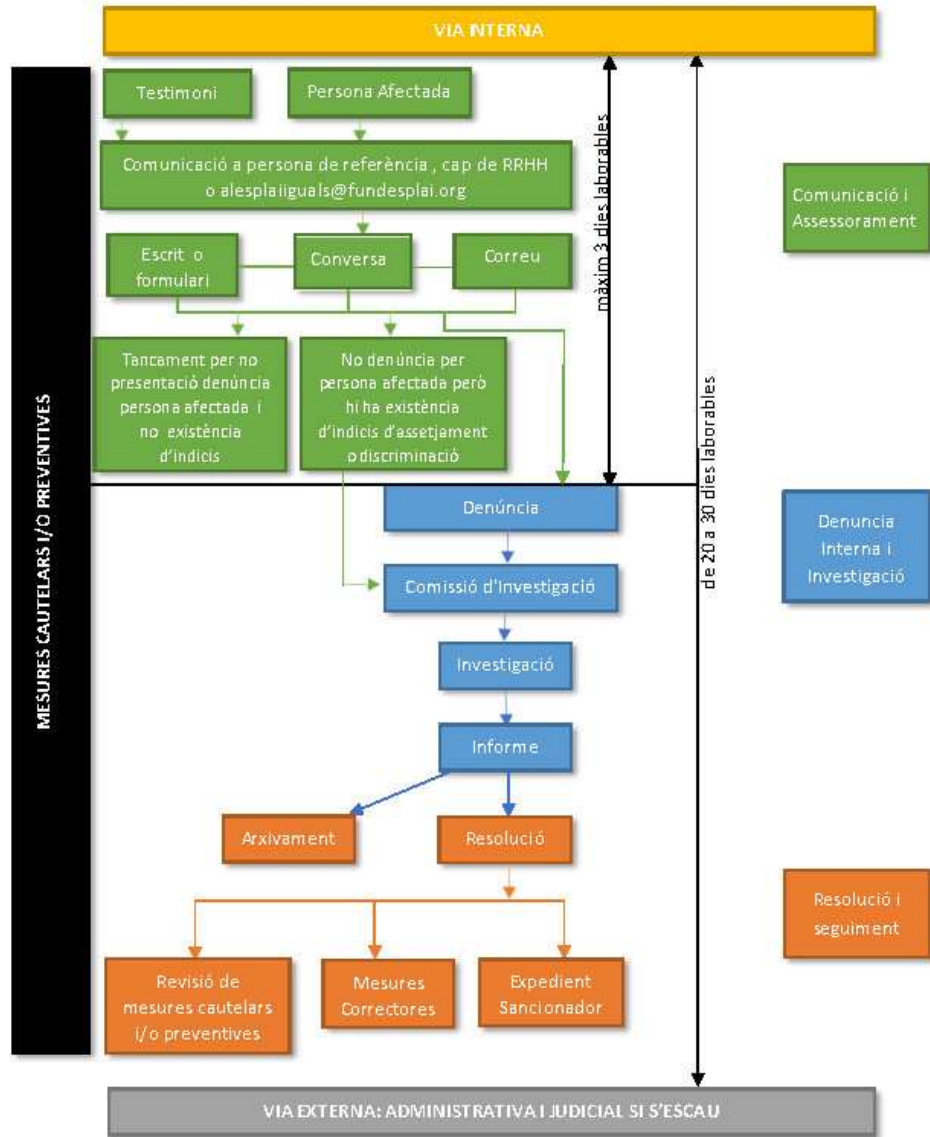 VIA INTERNA
MESURES CAUTELARS I/O PREVENTIVES
Testimoni
Persona Afectada
Comunicació a persona de referència , cap de RRHH
o alesplaiiguals@fundesplai.org
Escrit o
formulari
Conversa
Correu
Tancament per no
presentació denúncia
persona afectada i
no existència
d'indicis
No denúncia per
persona afectada però
hi ha existència
d'indicis d'assetjament
o discriminació
màxim 3 dies laborables
de 20 a 30 dies laborables
Comunicació i
Assessorament
Denúncia
Comissió d'Investigació
Investigació
Informe
Denuncia
Interna i
Investigació
Arxivament
Resolució
Revisió de
mesures cautelars
i/o preventives
Mesures
Correctores
Expedient
Sancionador
Resolució i
seguiment
VIA EXTERNA: ADMINISTRATIVA I JUDICIAL SI S'ESCAU